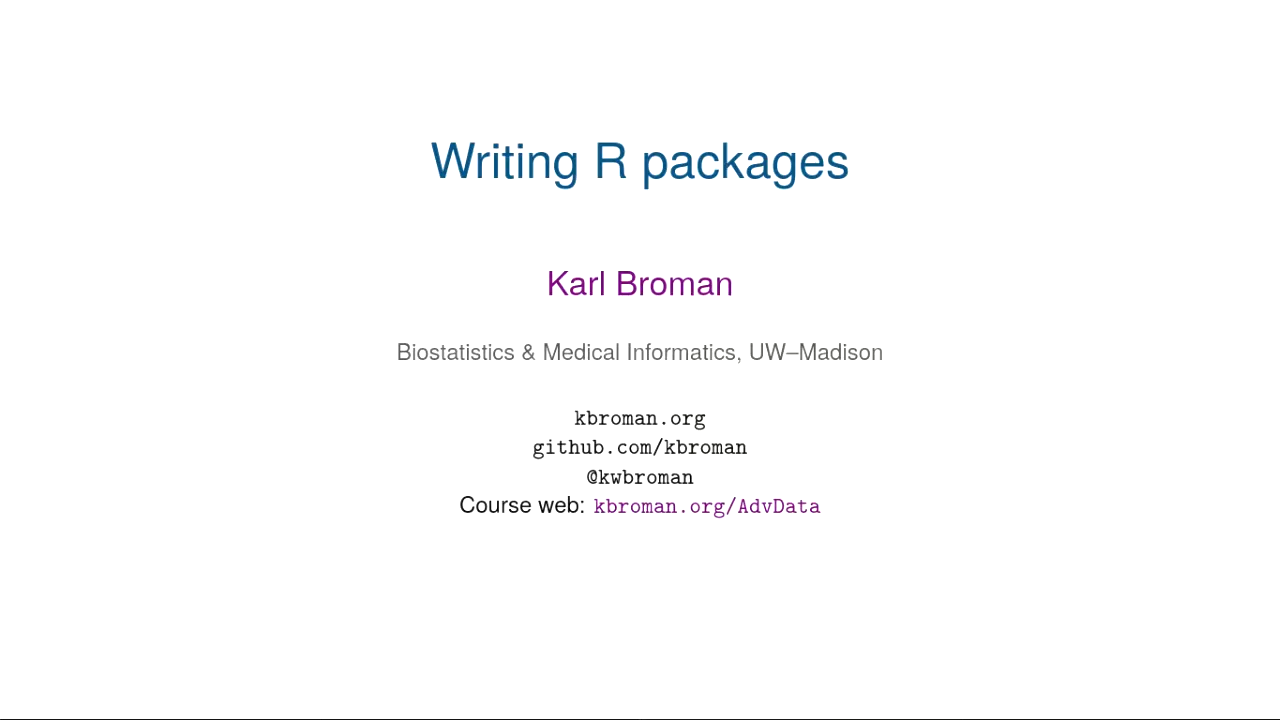 Writing R packages
Karl Broman
Biostatistics & Medical Informatics, UW–Madison
kbroman.org
github.com/kbroman
@kwbroman
Course web: kbroman.org/AdvData